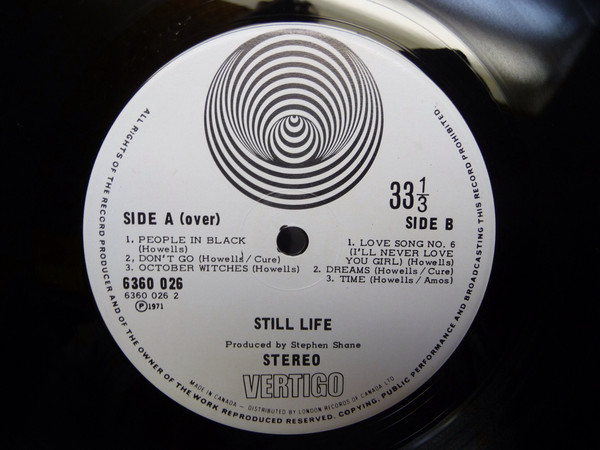 33 1/3
SIDE A (over)
SIDE B
1. PEOPLE IN BLACK
(Howells)
2. DON'T GO (Howells/Cure)
3. OCTOBER WITCHES (Howells)
1. LOVE SONG NO. 6
(I'LL NEVER LOVE
YOU GIRL) (Howells)
2. DREAMS (Howells/Cure)
3. TIME (Howells/Amos)
6360 026
6360 026 2
Ⓟ1971
STILL LIFE
Produced by Stephen Shane
STEREO
VERTIGO
MADE IN CANADA - DISTRIBUTED BY LONDON RECORDS OF CANADA LTD.
ALL RIGHTS OF THE RECORD PRODUCER AND OF THE OWNER OF THE WORK REPRODUCED RESERVED. COPYING, PUBLIC PERFORMANCE AND BROADCASTING THIS RECORD PROHIBITED.